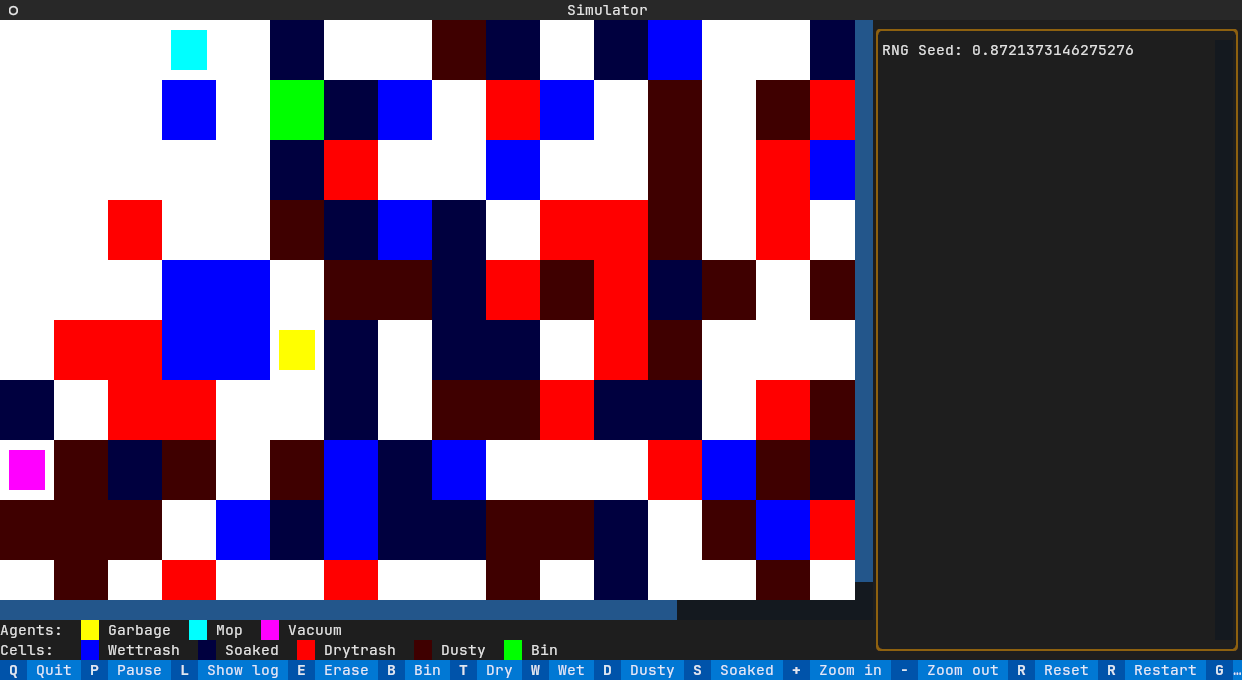 Simulator
RNG Seed: 0.8721373146275276
Agents: Garbage Mop Vacuum
Cells: Wettrash Soaked Drytrash Dusty Bin
Q Quit P Pause L Show log E Erase B Bin T Dry W Wet D Dusty S Soaked + Zoom in - Zoom out R Reset R Restart G …